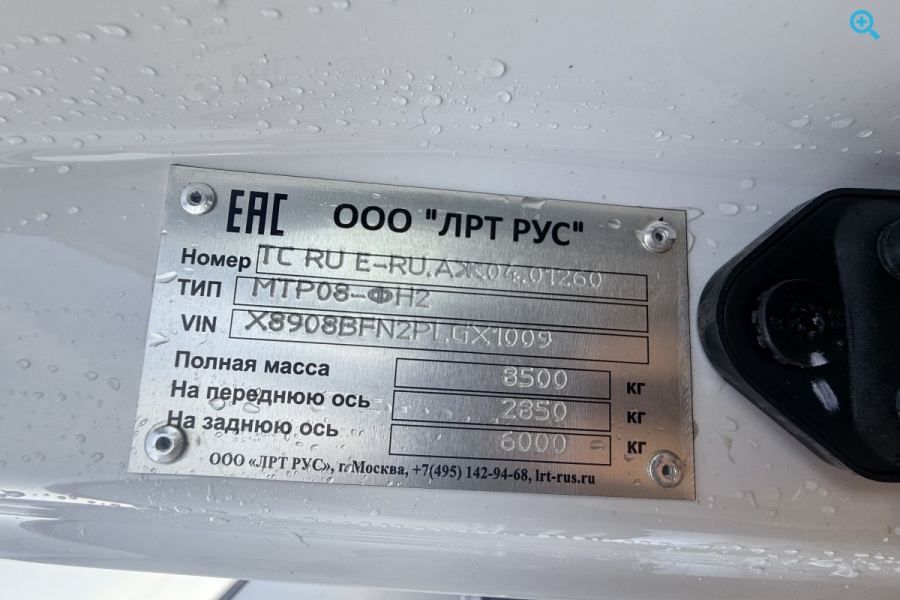 EAC ООО "ЛРТ РУС"
Номер ТС RU E-RU.АЖ04.01260
ТИП МТР08-ФН2
VIN X8908BFN2PLGX1009
Полная масса 8500 кг
На переднюю ось 2850 кг
На заднюю ось 6000 кг
ООО «ЛРТ РУС», г. Москва, +7(495) 142-94-68, lrt-rus.ru